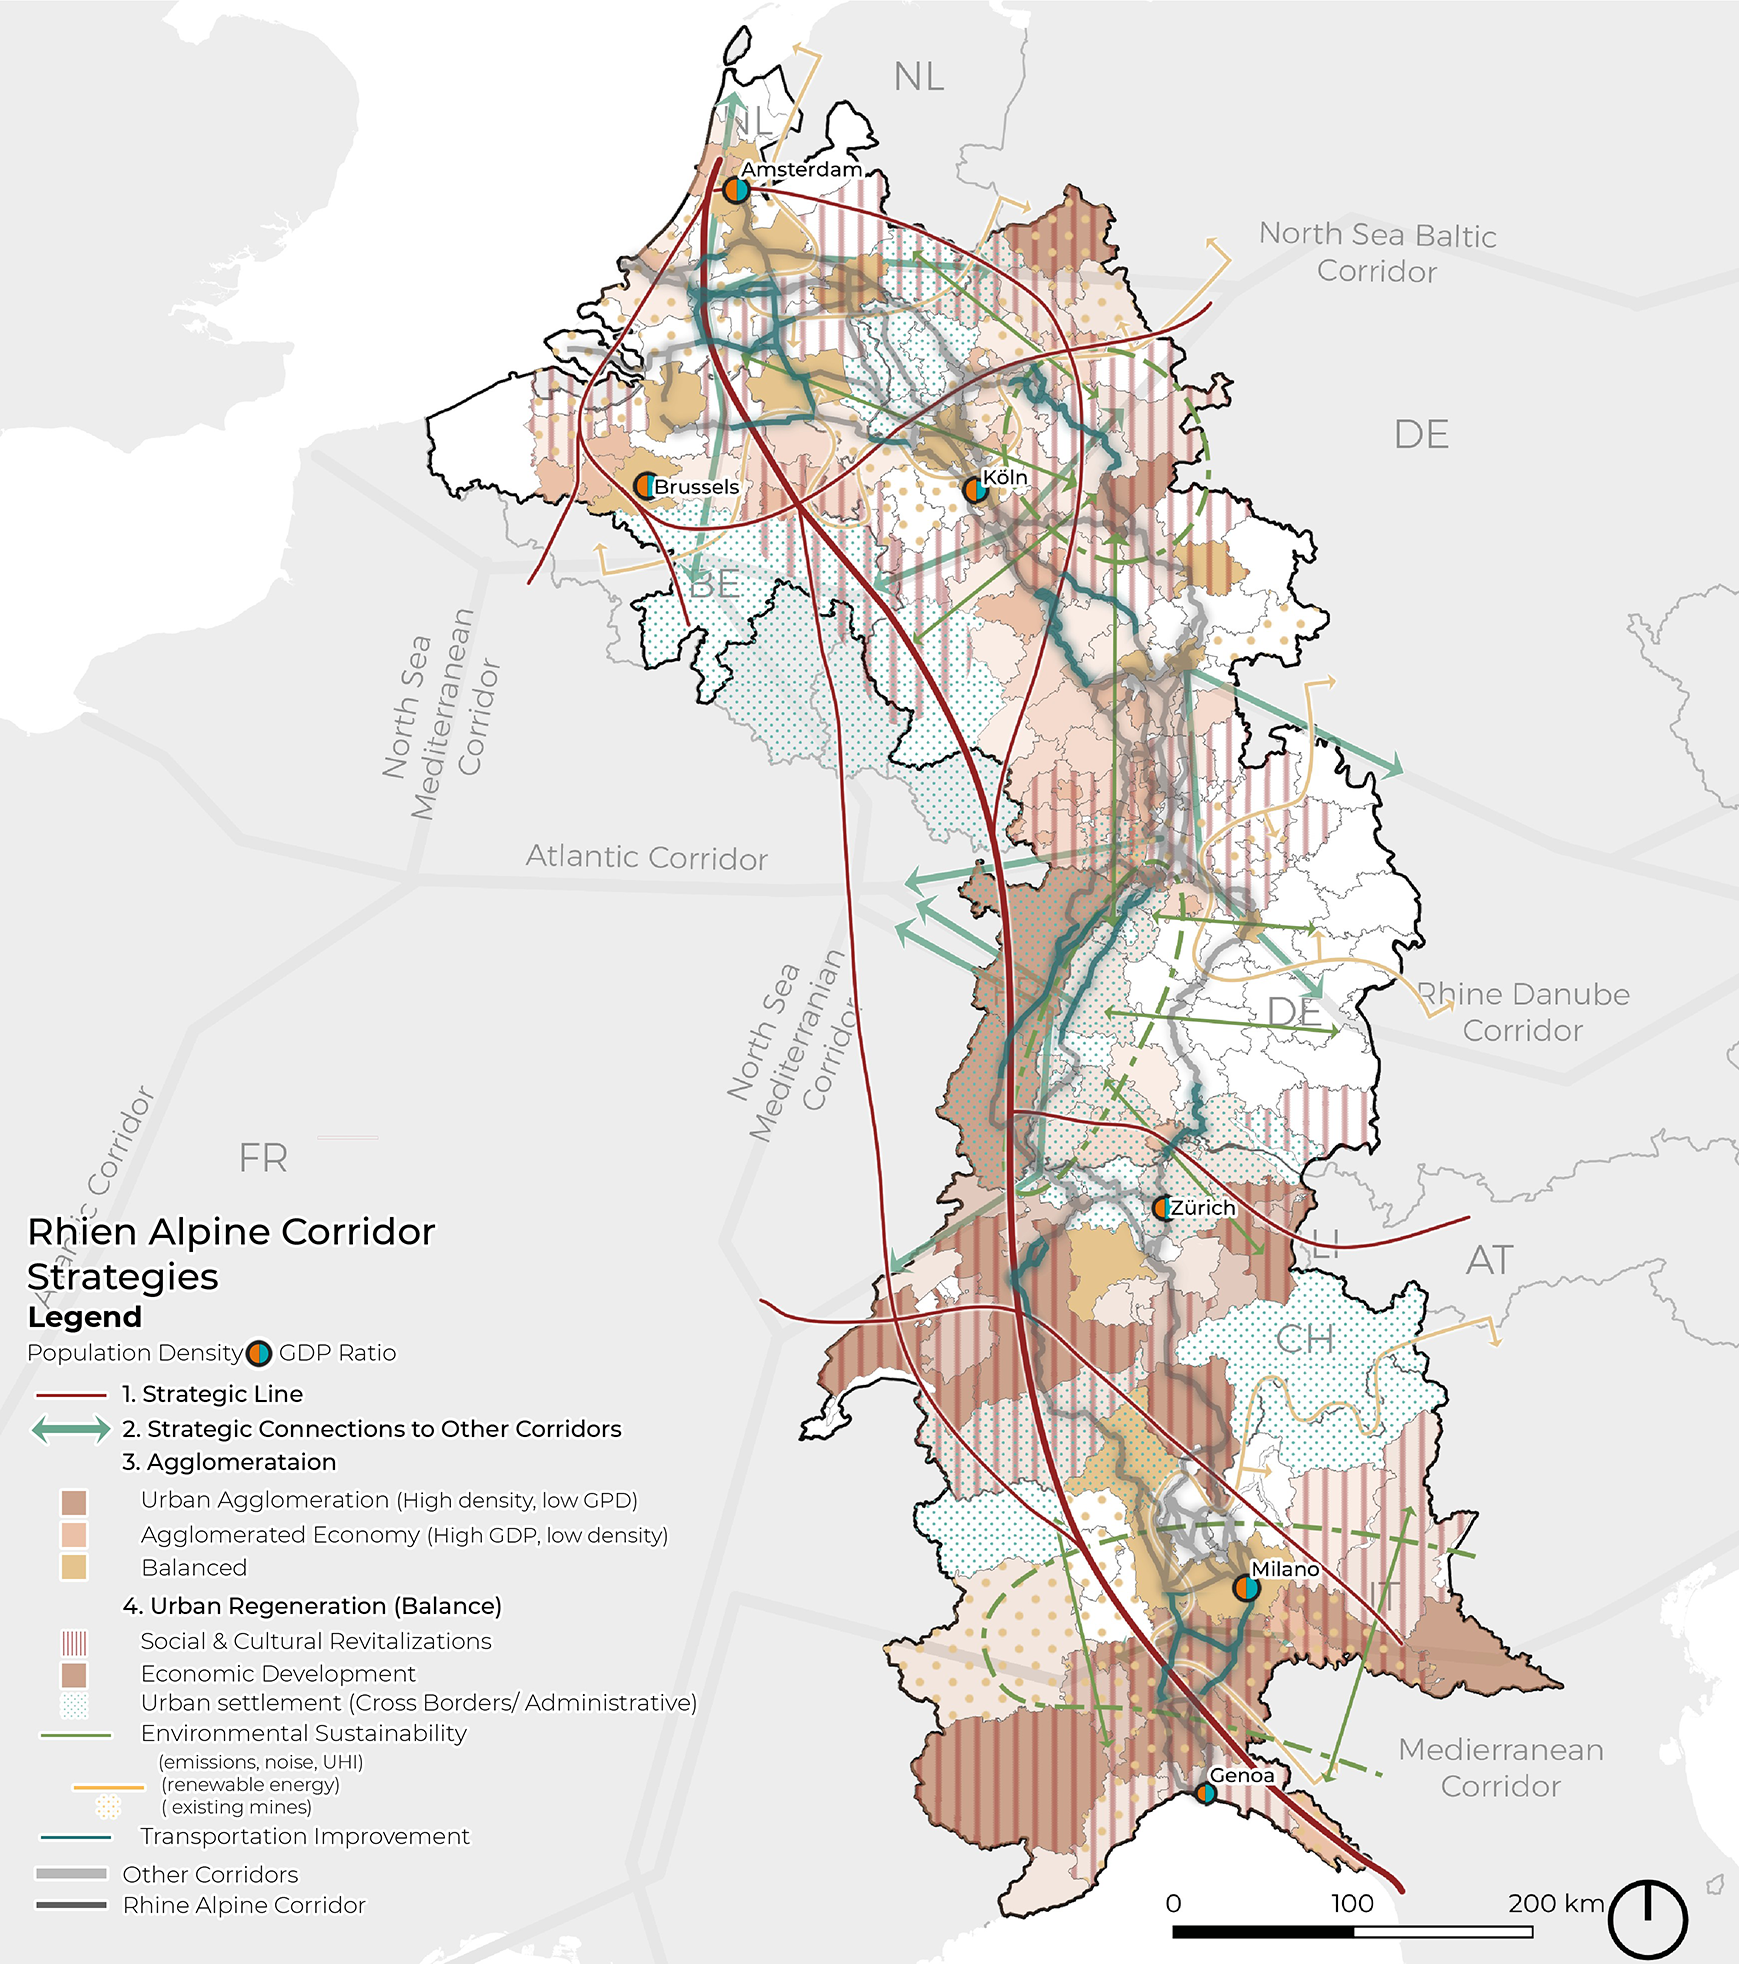 NL
NL
Amsterdam
North Sea Baltic
Corridor
DE
Köln
Brussels
BE
North Sea
Mediterranean
Corridor
Atlantic Corridor
North Sea
Mediterranian
Corridor
DE
Rhine Danube
Corridor
FR
Atlantic Corridor
Zürich
LI
AT
CH
Milano
IT
Medierranean
Corridor
Genoa
Rhien Alpine Corridor
Strategies
Legend
Population Density GDP Ratio
1. Strategic Line
2. Strategic Connections to Other Corridors
3. Agglomerataion
Urban Agglomeration (High density, low GPD)
Agglomerated Economy (High GDP, low density)
Balanced
4. Urban Regeneration (Balance)
Social & Cultural Revitalizations
Economic Development
Urban settlement (Cross Borders/ Administrative)
Environmental Sustainability
(emissions, noise, UHI)
(renewable energy)
( existing mines)
Transportation Improvement
Other Corridors
Rhine Alpine Corridor
0 100 200 km